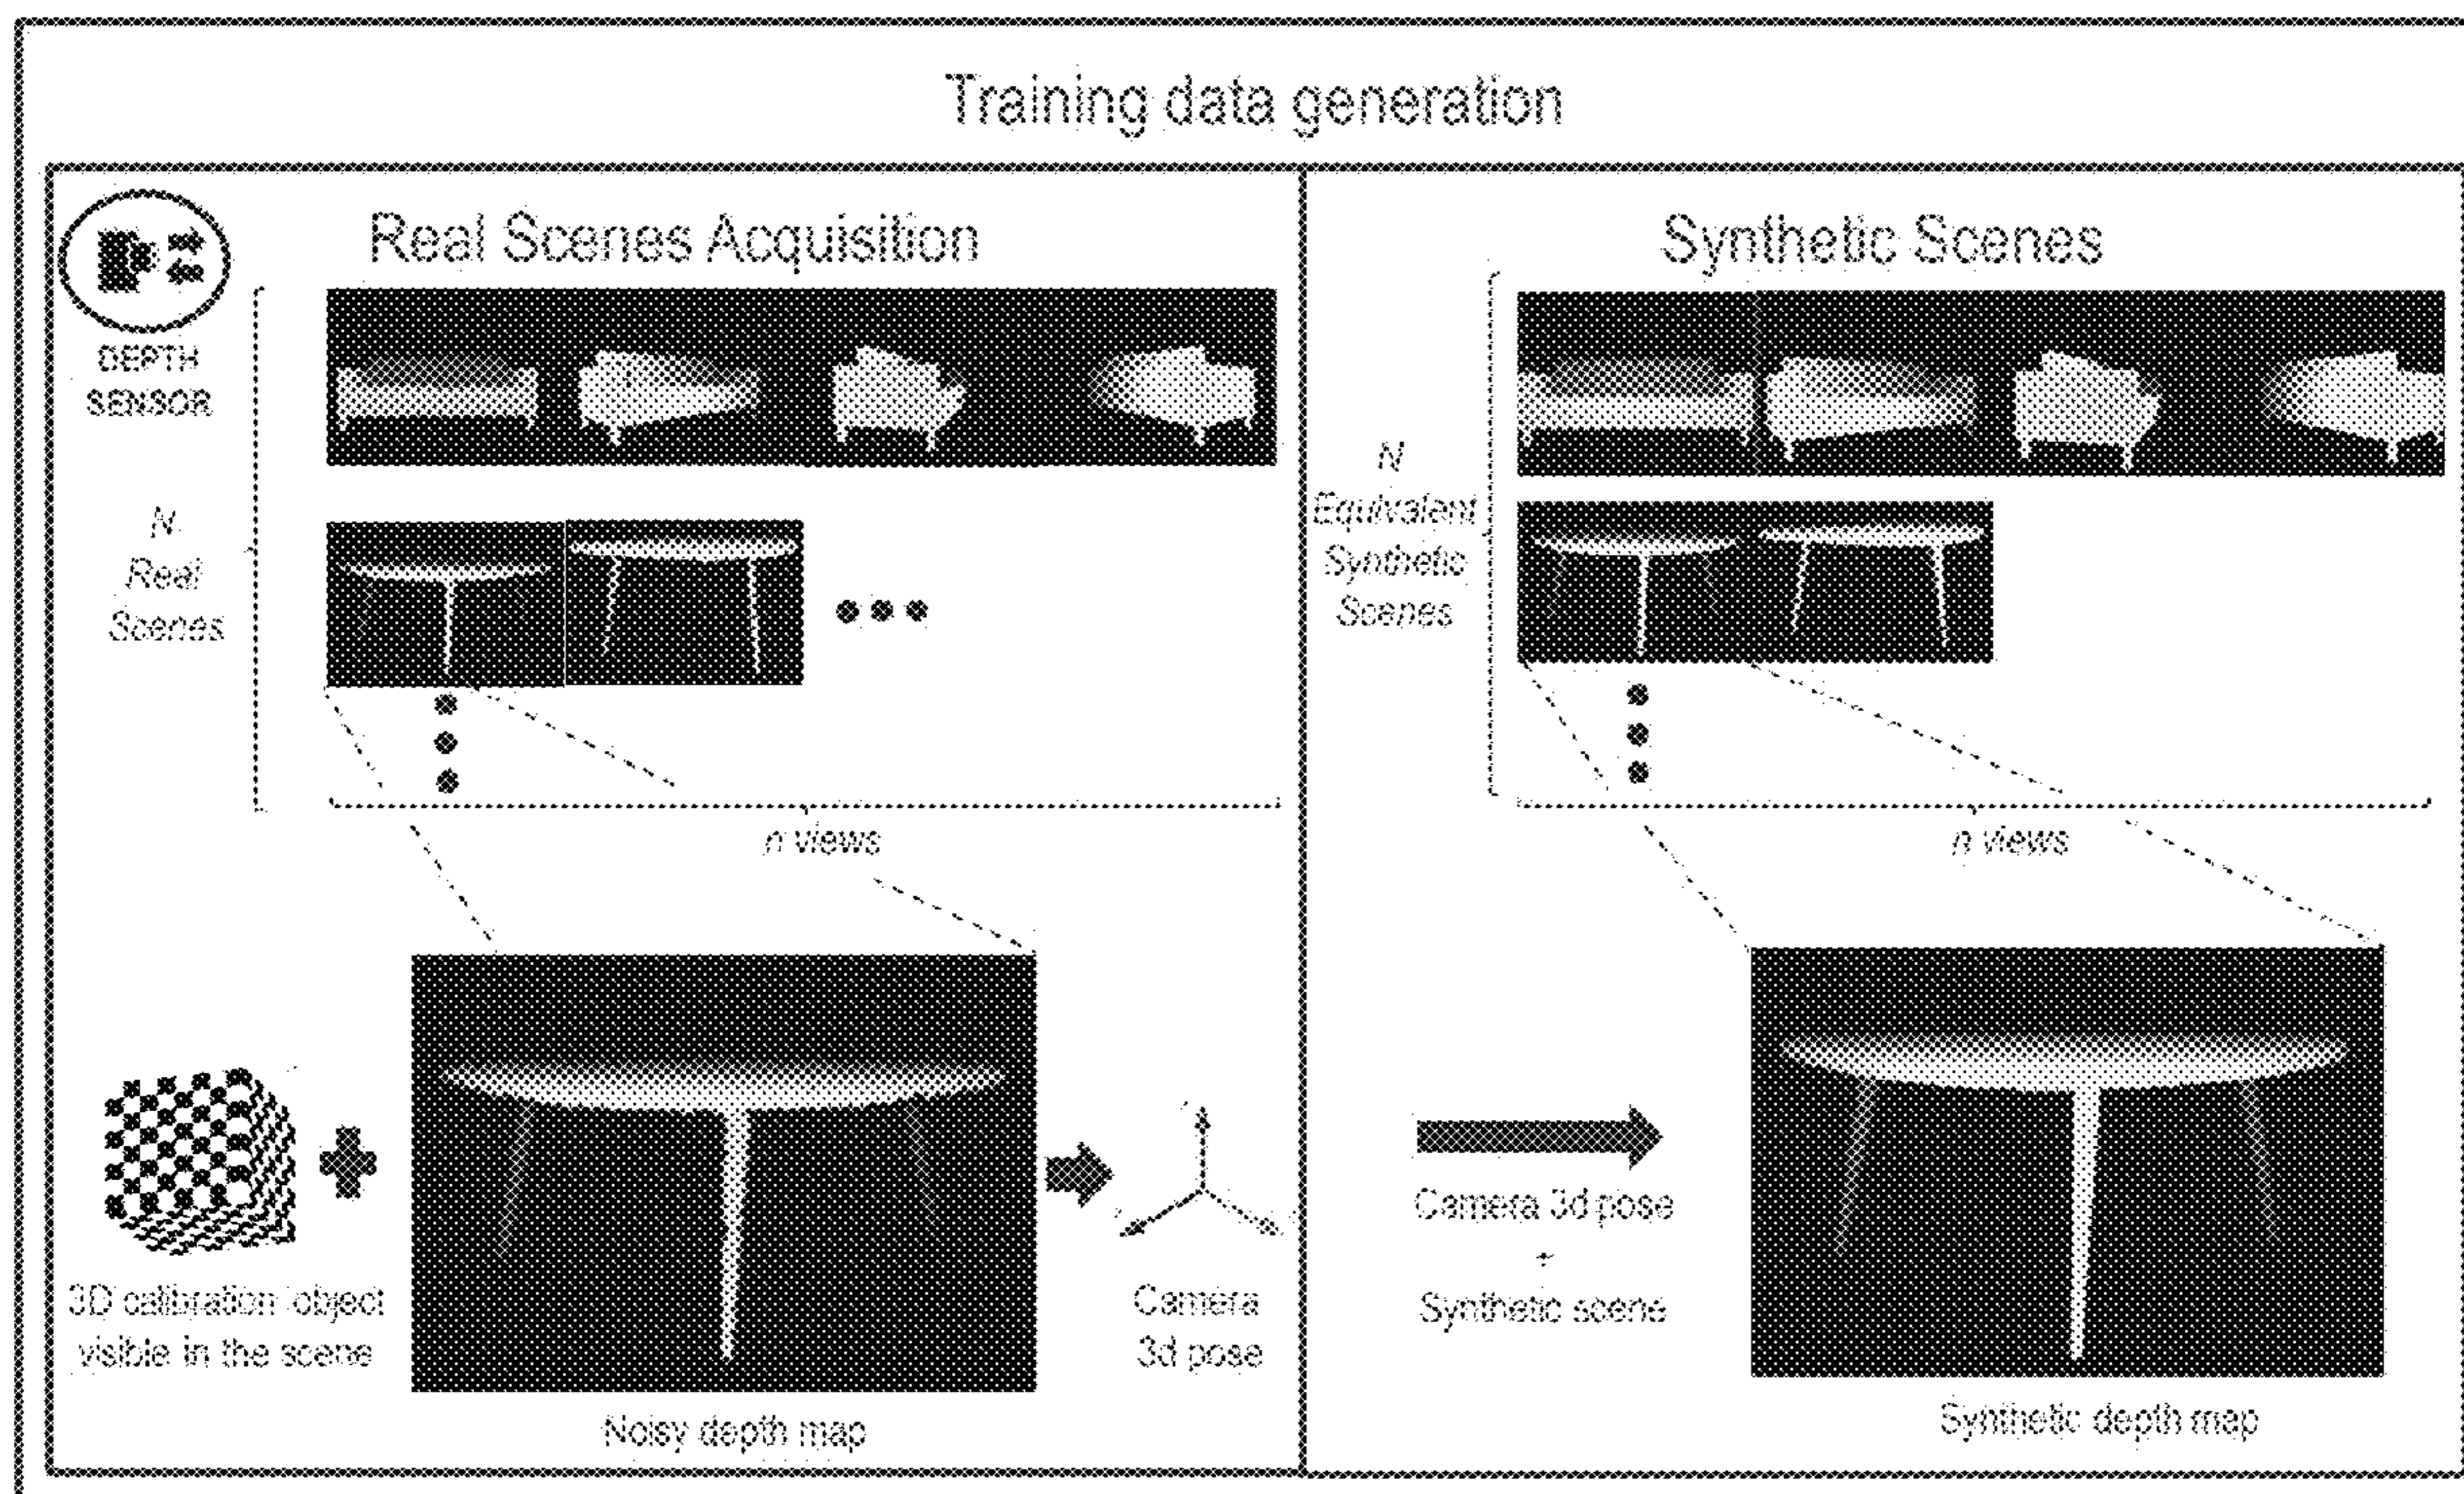 Training data generation
Real Scenes Acquisition
DEPTH
SENSOR
N
Real
Scenes
n views
3D calibration object
visible in the scene
Noisy depth map
Camera
3d pose
Synthetic Scenes
N
Equivalent
Synthetic
Scenes
n views
Camera 3d pose
+
Synthetic scene
Synthetic depth map